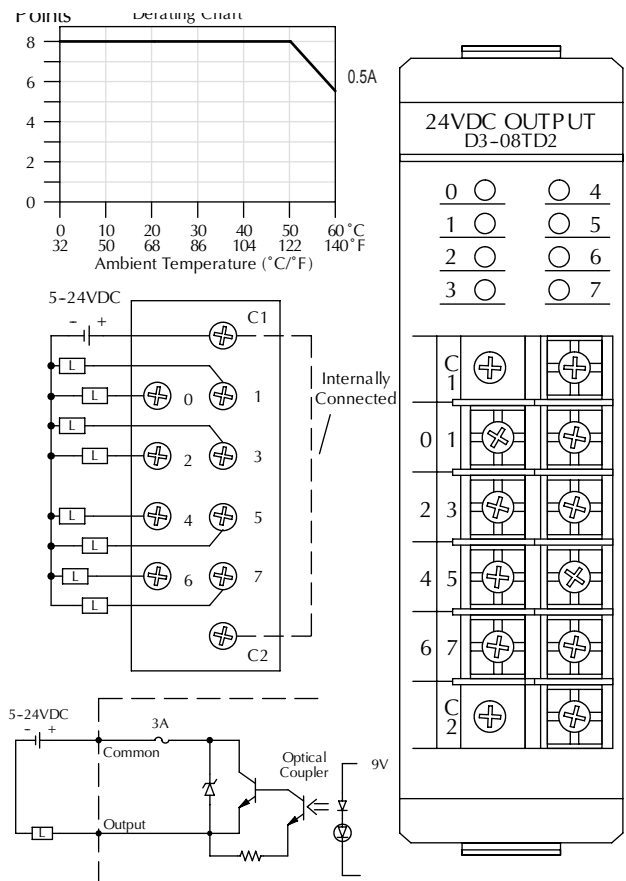 Points
Derating Chart
8
6
4
2
0
0.5A
0 10 20 30 40 50 60˚C
32 50 68 86 104 122 140˚F
Ambient Temperature (˚C/˚F)
5-24VDC
- +
C1
L
L 0 1
L
L 2 3
L 4 5
L
L 6 7
L
C2
Internally
Connected
5-24VDC
- +
3A
Common
Optical
Coupler
9V
Output
L
24VDC OUTPUT
D3-08TD2
0 4
1 5
2 6
3 7
C
1
0 1
2 3
4 5
6 7
C
2